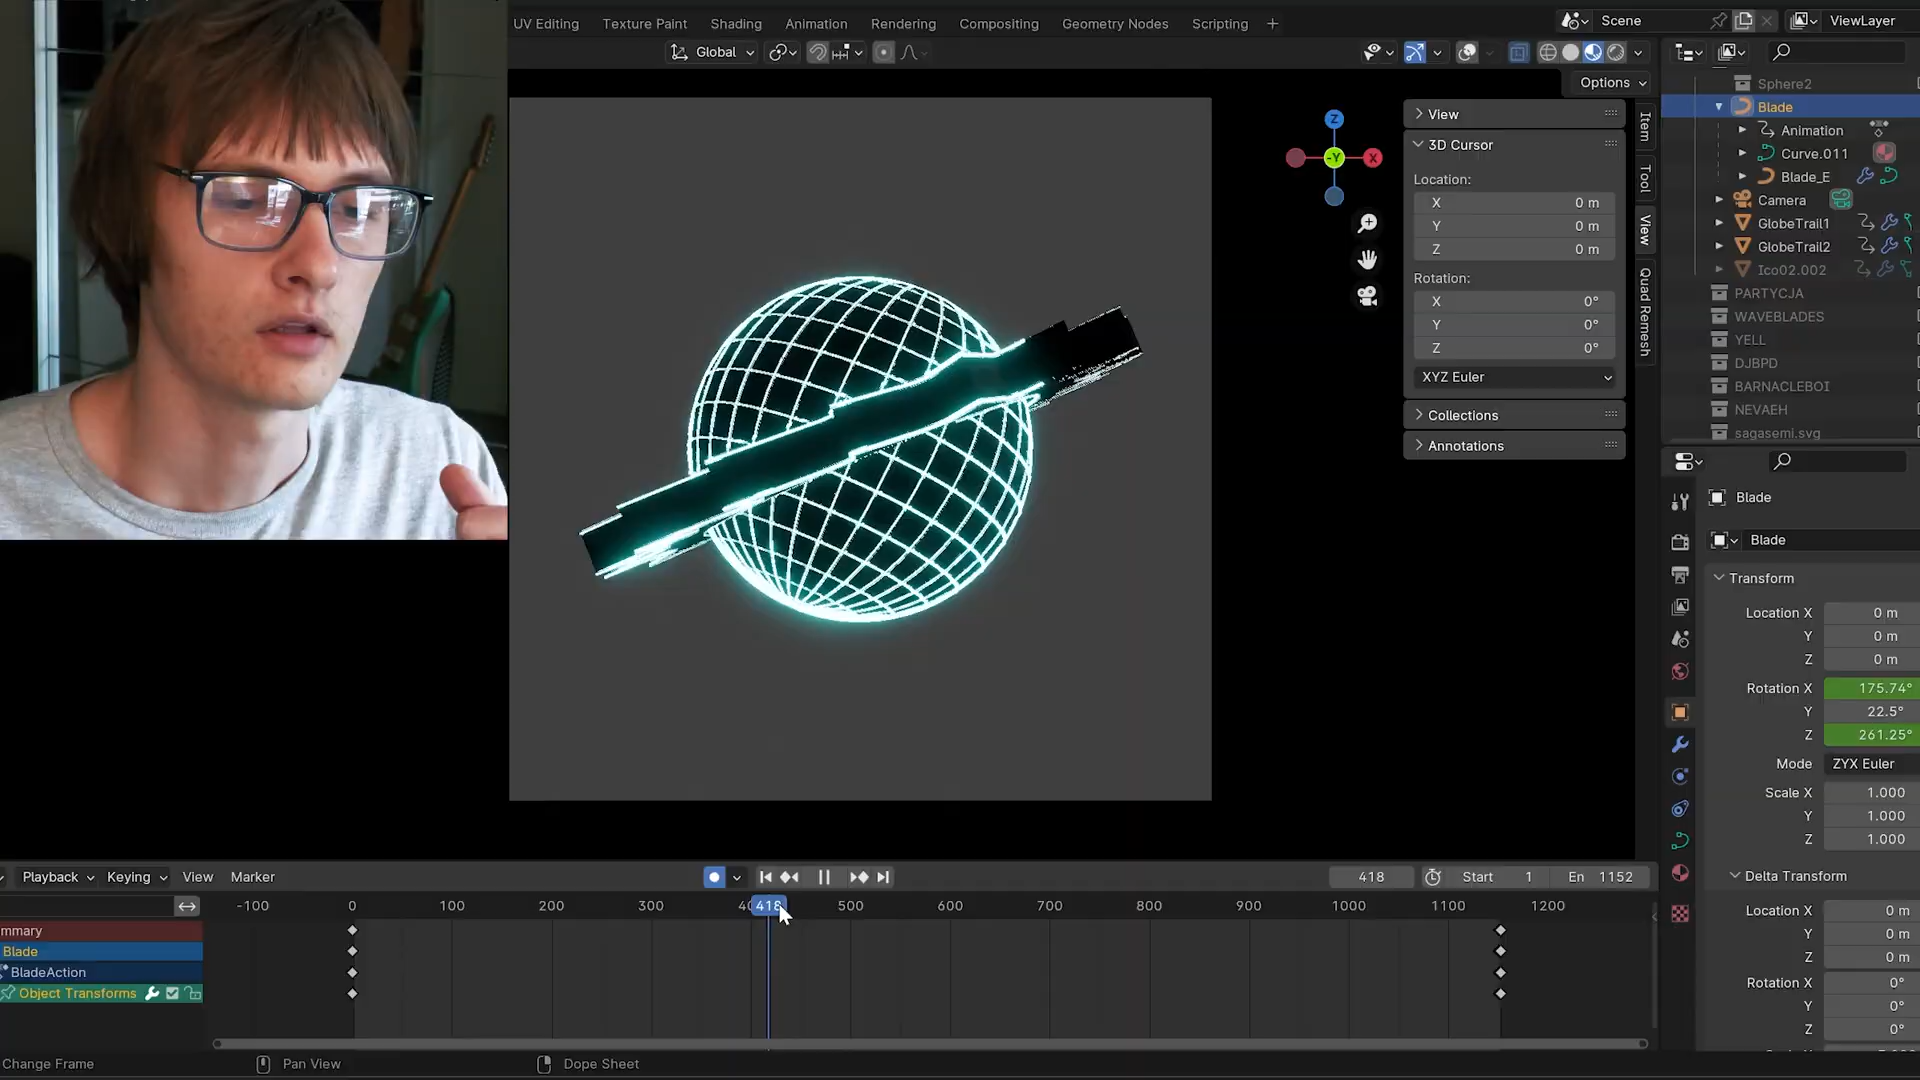 UV Editing Texture Paint Shading Animation Rendering Compositing Geometry Nodes Scripting +
Scene ViewLayer
Global
Options
Z
-Y X
View
3D Cursor
Location:
X 0 m
Y 0 m
Z 0 m
Rotation:
X 0°
Y 0°
Z 0°
XYZ Euler
Collections
Annotations
Item
Tool
View
Quad Remesh
Sphere2
Blade
Animation
Curve.011
Blade_E
Camera
GlobeTrail1
GlobeTrail2
Ico02.002
PARTYCJA
WAVEBLADES
YELL
DJBPD
BARNACLEBOI
NEVAEH
sagasemi.svg
Blade
Blade
Transform
Location X 0 m
Y 0 m
Z 0 m
Rotation X 175.74°
Y 22.5°
Z 261.25°
Mode ZYX Euler
Scale X 1.000
Y 1.000
Z 1.000
Delta Transform
Location X 0 m
Y 0 m
Z 0 m
Rotation X 0°
Y 0°
Z 0°
Playback Keying View Marker
418 Start 1 En 1152
-100 0 100 200 300 40 418 500 600 700 800 900 1000 1100 1200
mmary
Blade
BladeAction
Object Transforms
Change Frame Pan View Dope Sheet